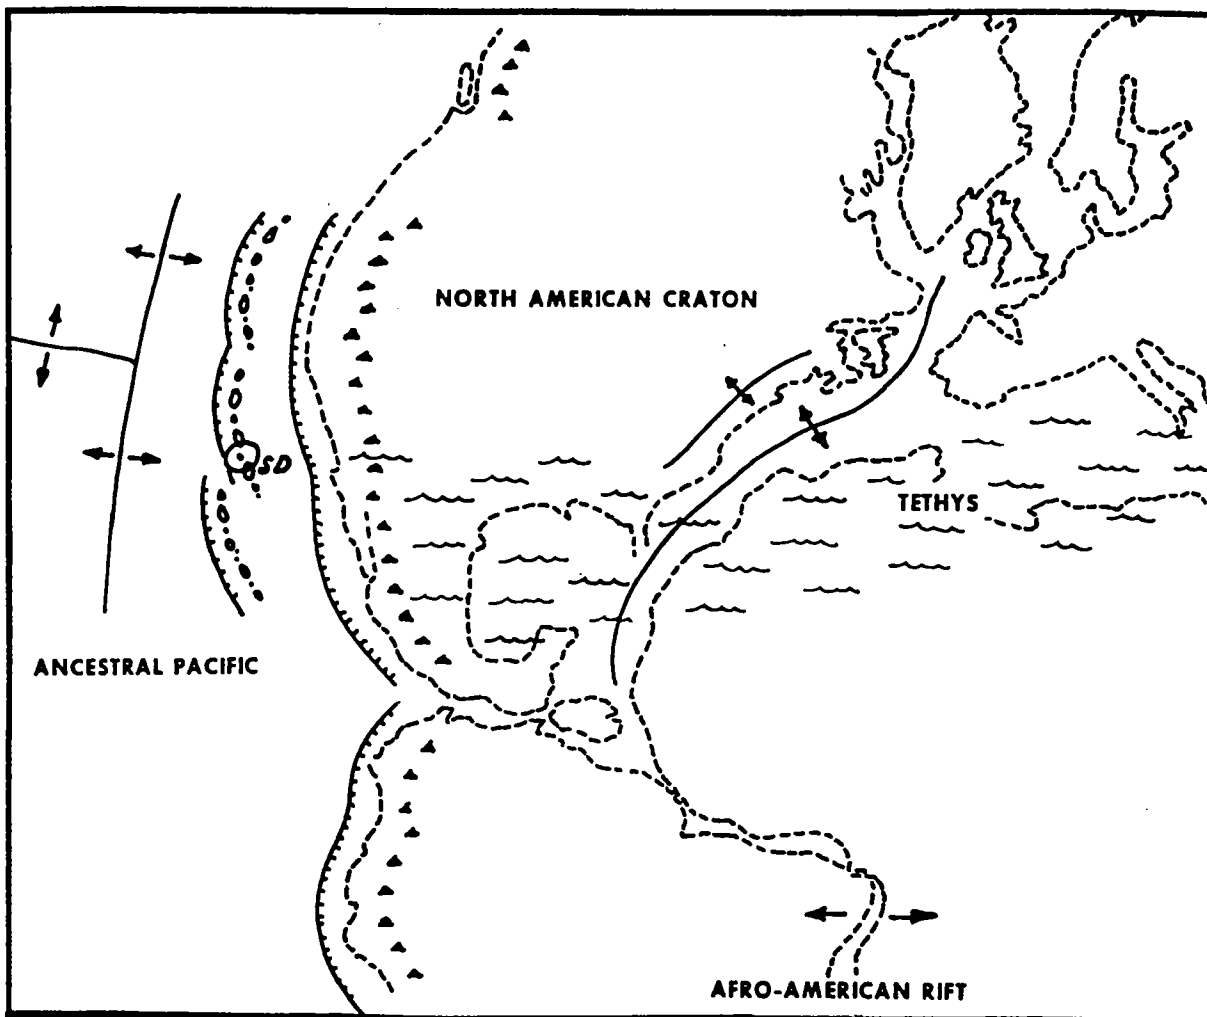 NORTH AMERICAN CRATON
SD
TETHYS
ANCESTRAL PACIFIC
AFRO-AMERICAN RIFT